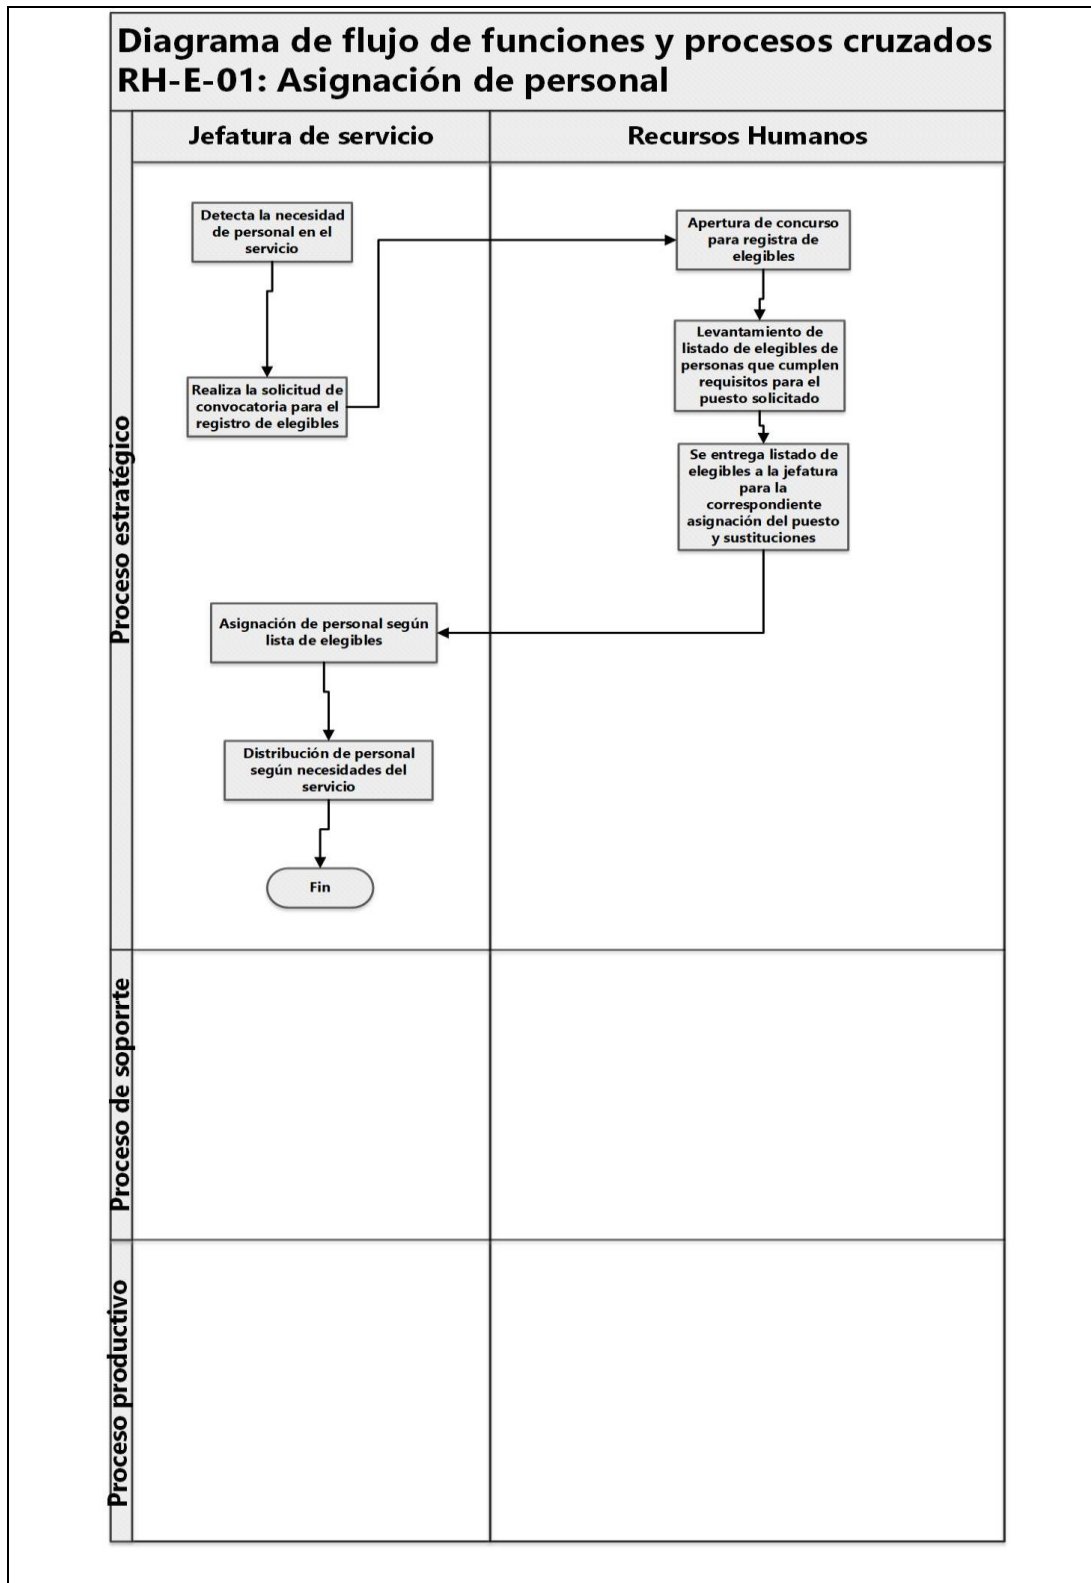 Diagrama de flujo de funciones y procesos cruzados
RH-E-01: Asignación de personal
Jefatura de servicio
Recursos Humanos
Proceso estratégico
Detecta la necesidad
de personal en el
servicio
Realiza la solicitud de
convocatoria para el
registro de elegibles
Apertura de concurso
para registra de
elegibles
Levantamiento de
listado de elegibles de
personas que cumplen
requisitos para el
puesto solicitado
Se entrega listado de
elegibles a la jefatura
para la
correspondiente
asignación del puesto
y sustituciones
Asignación de personal según
lista de elegibles
Distribución de personal
según necesidades del
servicio
Fin
Proceso de soporrte
Proceso productivo